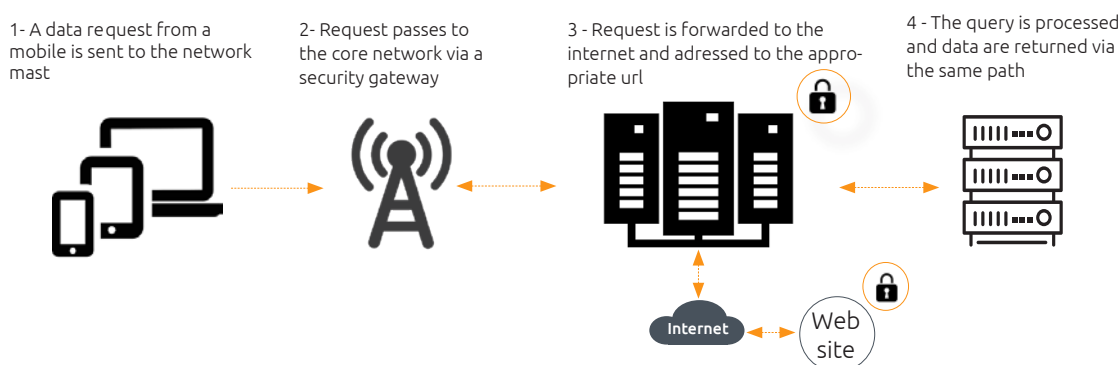 1- A data request from a
mobile is sent to the network
mast
2- Request passes to
the core network via a
security gateway
3 - Request is forwarded to the
internet and adressed to the appro-
priate url
4 - The query is processed
and data are returned via
the same path
Internet
Web
site